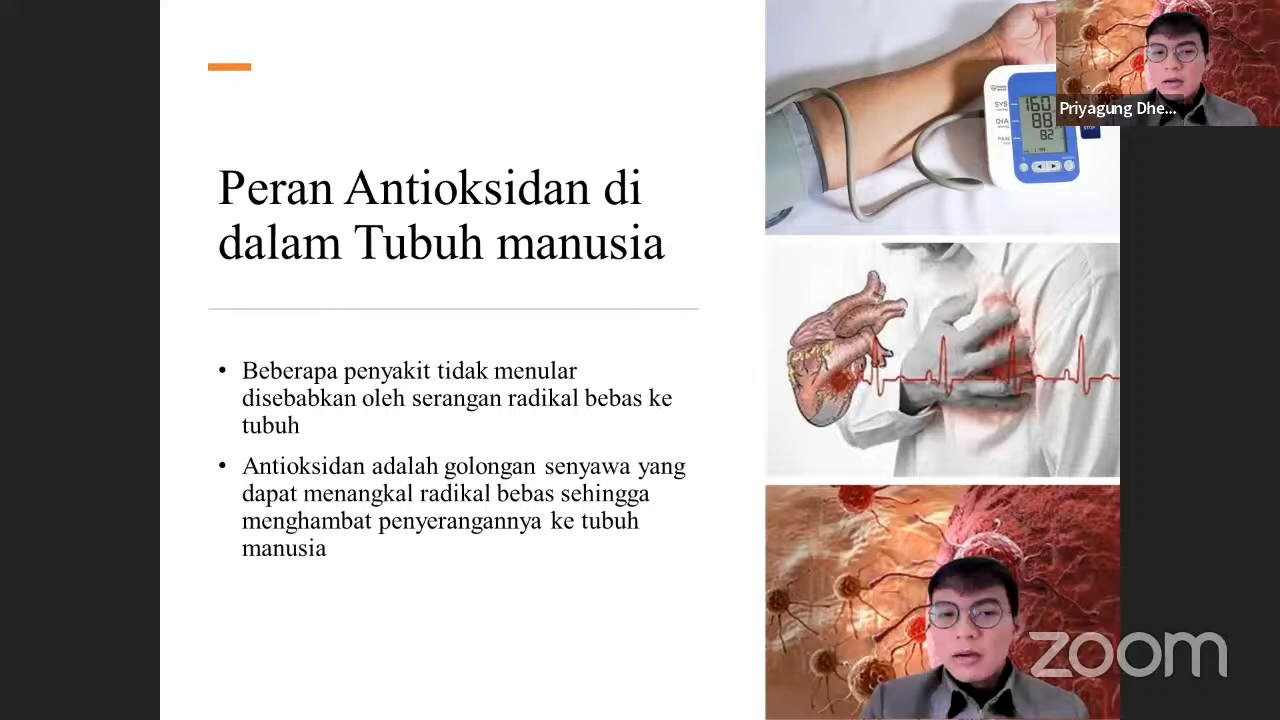 Peran Antioksidan di
dalam Tubuh manusia
• Beberapa penyakit tidak menular
disebabkan oleh serangan radikal bebas ke
tubuh
• Antioksidan adalah golongan senyawa yang
dapat menangkal radikal bebas sehingga
menghambat penyerangannya ke tubuh
manusia
SYS
160
DIA
88
82
STOP
Priyagung Dhe...
zoom